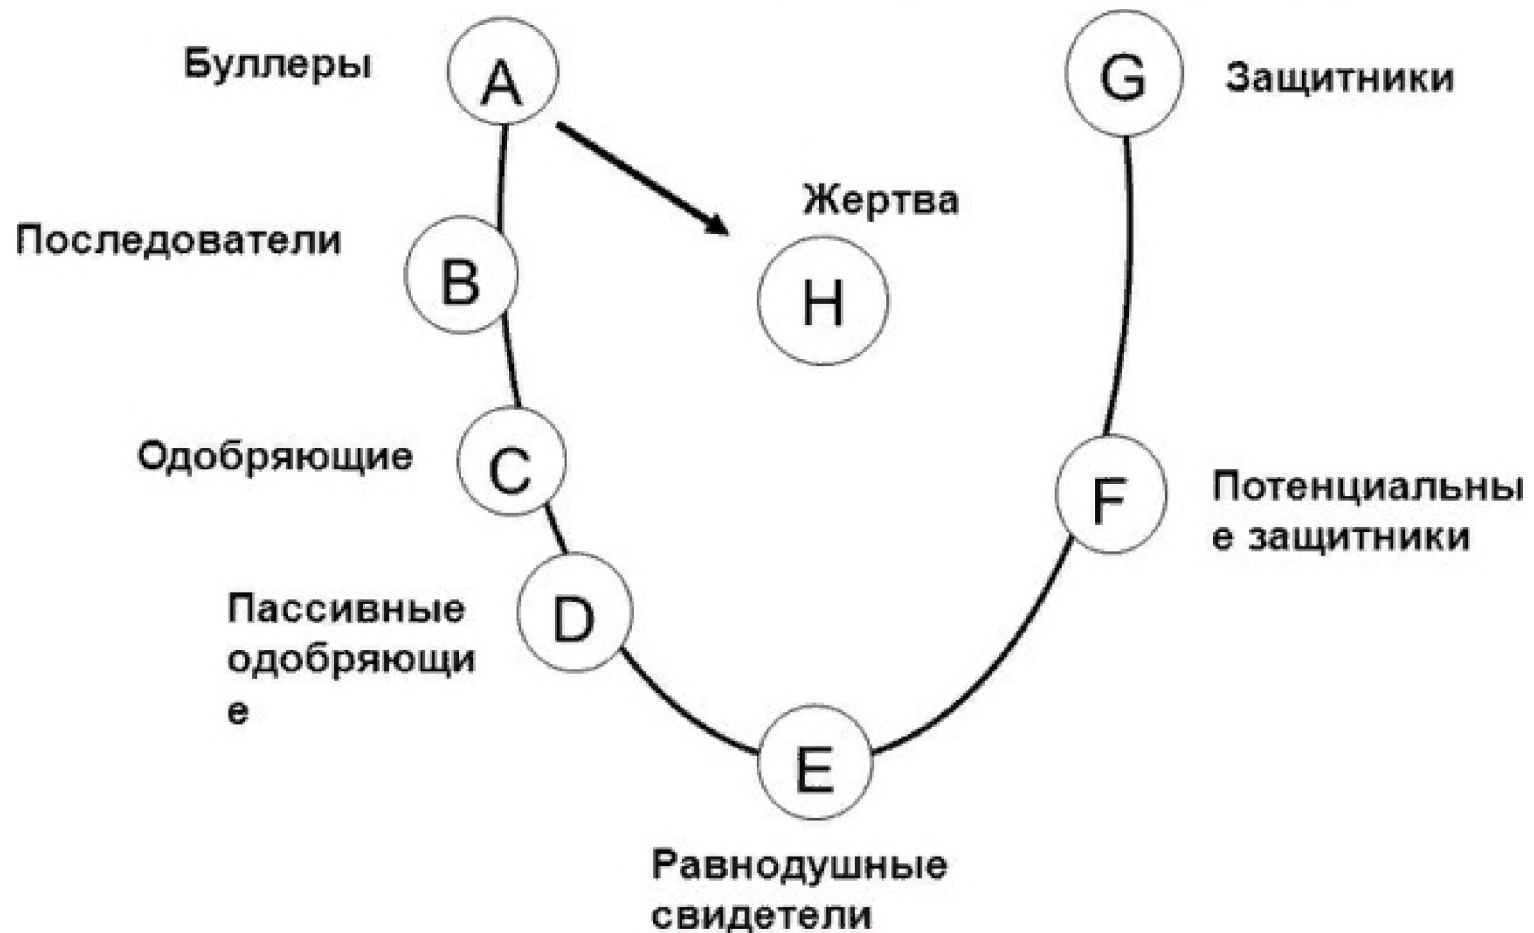 Буллеры
A
G
Защитники
Жертва
H
Последователи
B
Одобряющие
C
F
Потенциальны
е защитники
D
Пассивные
одобряющи
е
E
Равнодушные
свидетели